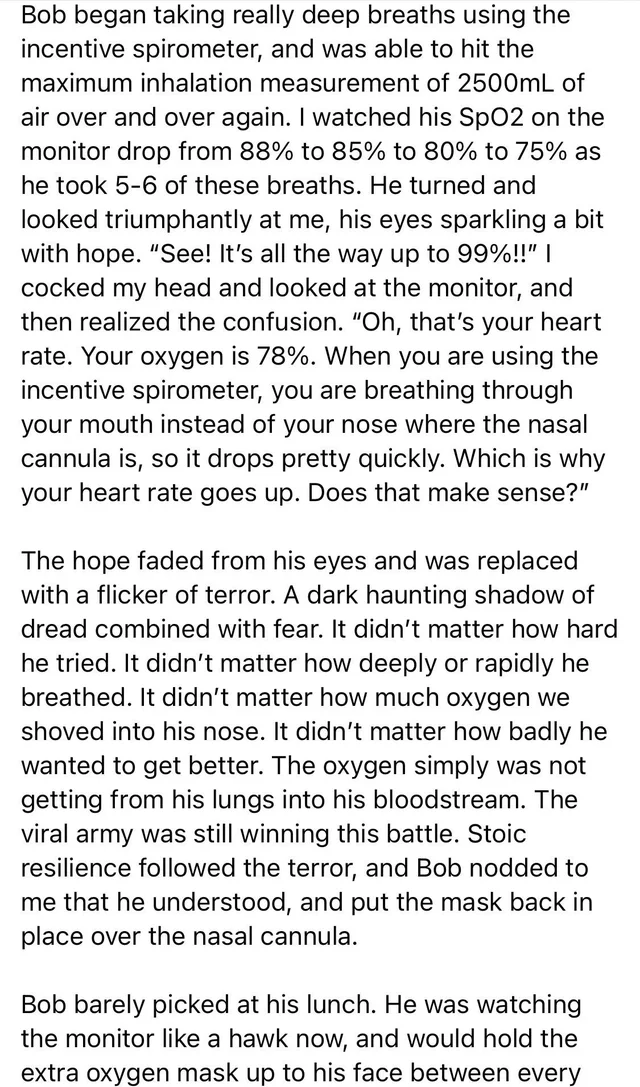 Bob began taking really deep breaths using the
incentive spirometer, and was able to hit the
maximum inhalation measurement of 2500mL of
air over and over again. I watched his SpO2 on the
monitor drop from 88% to 85% to 80% to 75% as
he took 5-6 of these breaths. He turned and
looked triumphantly at me, his eyes sparkling a bit
with hope. “See! It’s all the way up to 99%!!” I
cocked my head and looked at the monitor, and
then realized the confusion. “Oh, that’s your heart
rate. Your oxygen is 78%. When you are using the
incentive spirometer, you are breathing through
your mouth instead of your nose where the nasal
cannula is, so it drops pretty quickly. Which is why
your heart rate goes up. Does that make sense?”
The hope faded from his eyes and was replaced
with a flicker of terror. A dark haunting shadow of
dread combined with fear. It didn’t matter how hard
he tried. It didn’t matter how deeply or rapidly he
breathed. It didn’t matter how much oxygen we
shoved into his nose. It didn’t matter how badly he
wanted to get better. The oxygen simply was not
getting from his lungs into his bloodstream. The
viral army was still winning this battle. Stoic
resilience followed the terror, and Bob nodded to
me that he understood, and put the mask back in
place over the nasal cannula.
Bob barely picked at his lunch. He was watching
the monitor like a hawk now, and would hold the
extra oxygen mask up to his face between every